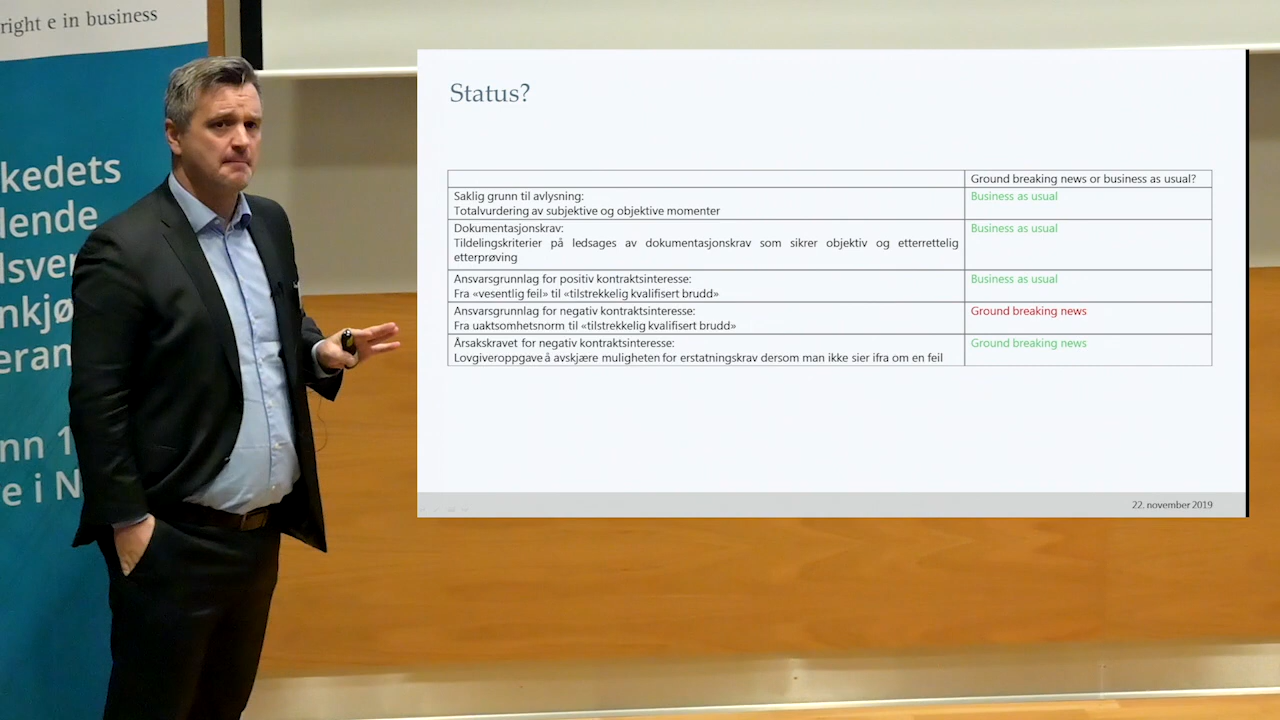 right e in business
kedets
lende
lsver
nkjø
eran
nn 1
e i N
Status?
Ground breaking news or business as usual?
Saklig grunn til avlysning:
Totalvurdering av subjektive og objektive momenter
Business as usual
Dokumentasjonskrav:
Tildelingskriterier på ledsages av dokumentasjonskrav som sikrer objektiv og etterrettelig
etterprøving
Business as usual
Ansvarsgrunnlag for positiv kontraktsinteresse:
Fra «vesentlig feil» til «tilstrekkelig kvalifisert brudd»
Business as usual
Ansvarsgrunnlag for negativ kontraktsinteresse:
Fra uaktsomhetsnorm til «tilstrekkelig kvalifisert brudd»
Ground breaking news
Årsakskravet for negativ kontraktsinteresse:
Lovgiveroppgave å avskjære muligheten for erstatningskrav dersom man ikke sier ifra om en feil
Ground breaking news
22. november 2019